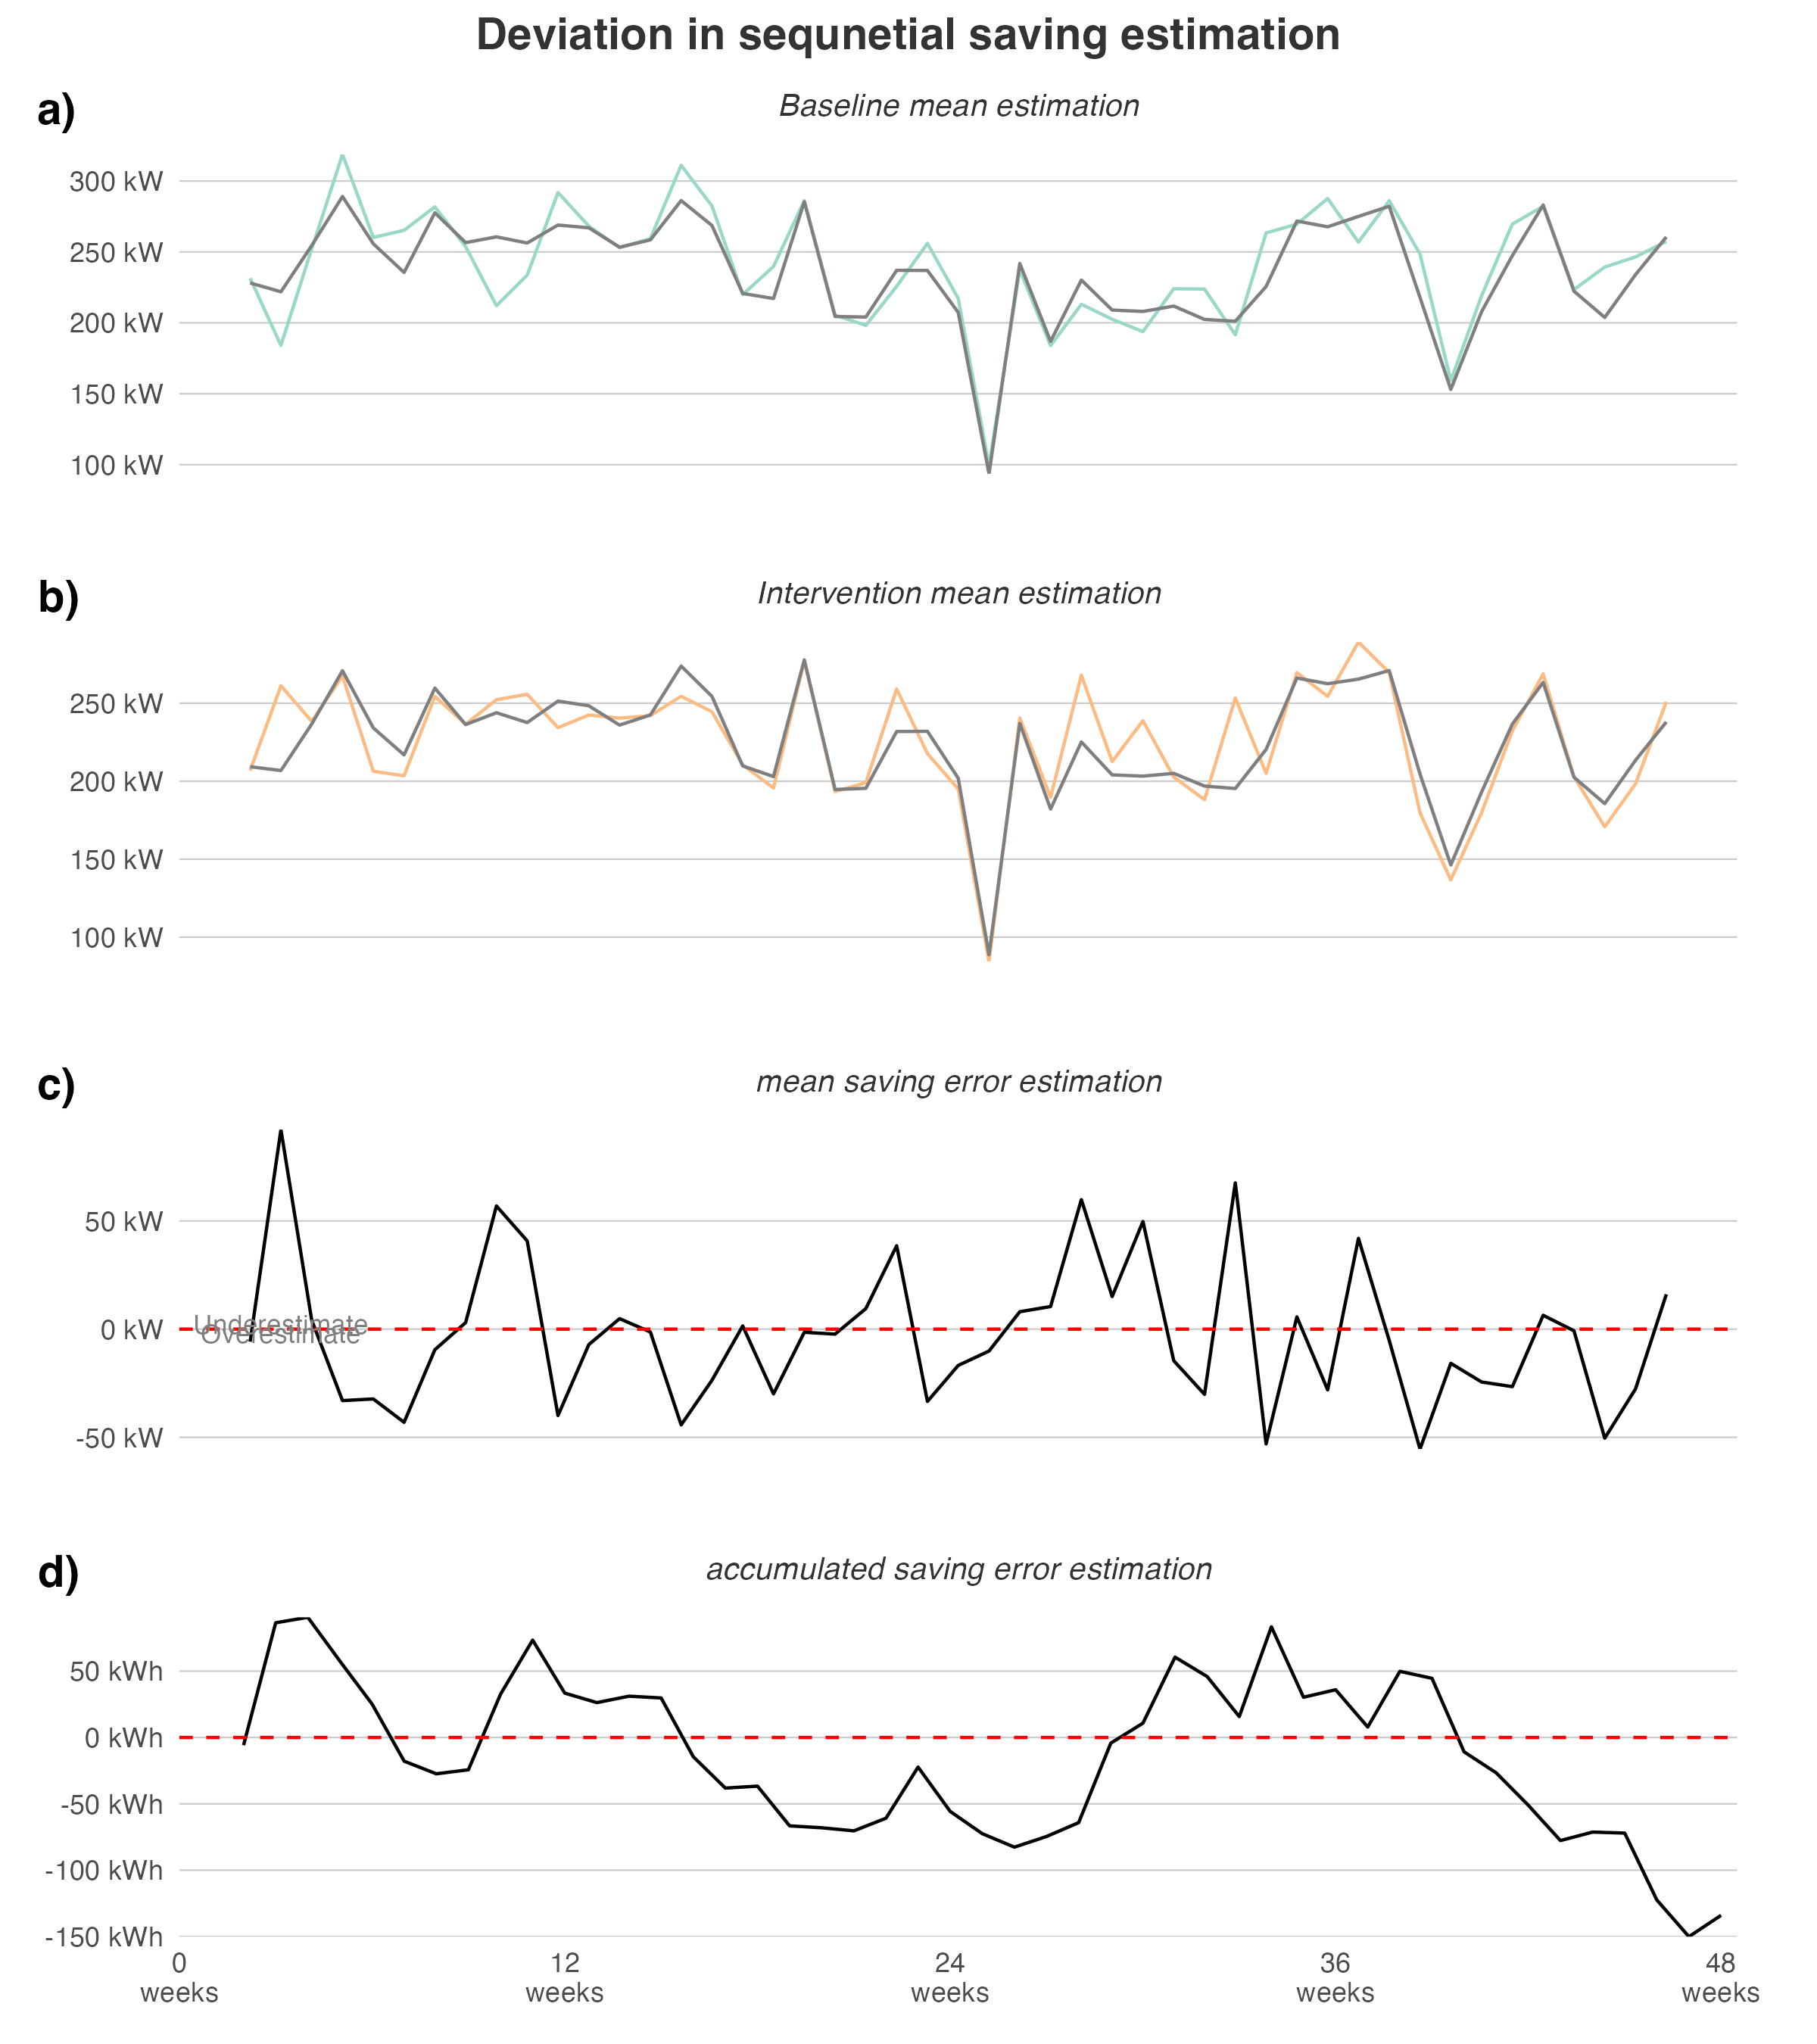 Deviation in sequnetial saving estimation
a)
Baseline mean estimation
300 kW
250 kW
200 kW
150 kW
100 kW
b)
Intervention mean estimation
250 kW
200 kW
150 kW
100 kW
c)
mean saving error estimation
50 kW
Underestimate
0 kW
Overestimate
-50 kW
d)
accumulated saving error estimation
50 kWh
0 kWh
-50 kWh
-100 kWh
-150 kWh
0 12 24 36 48
weeks weeks weeks weeks weeks